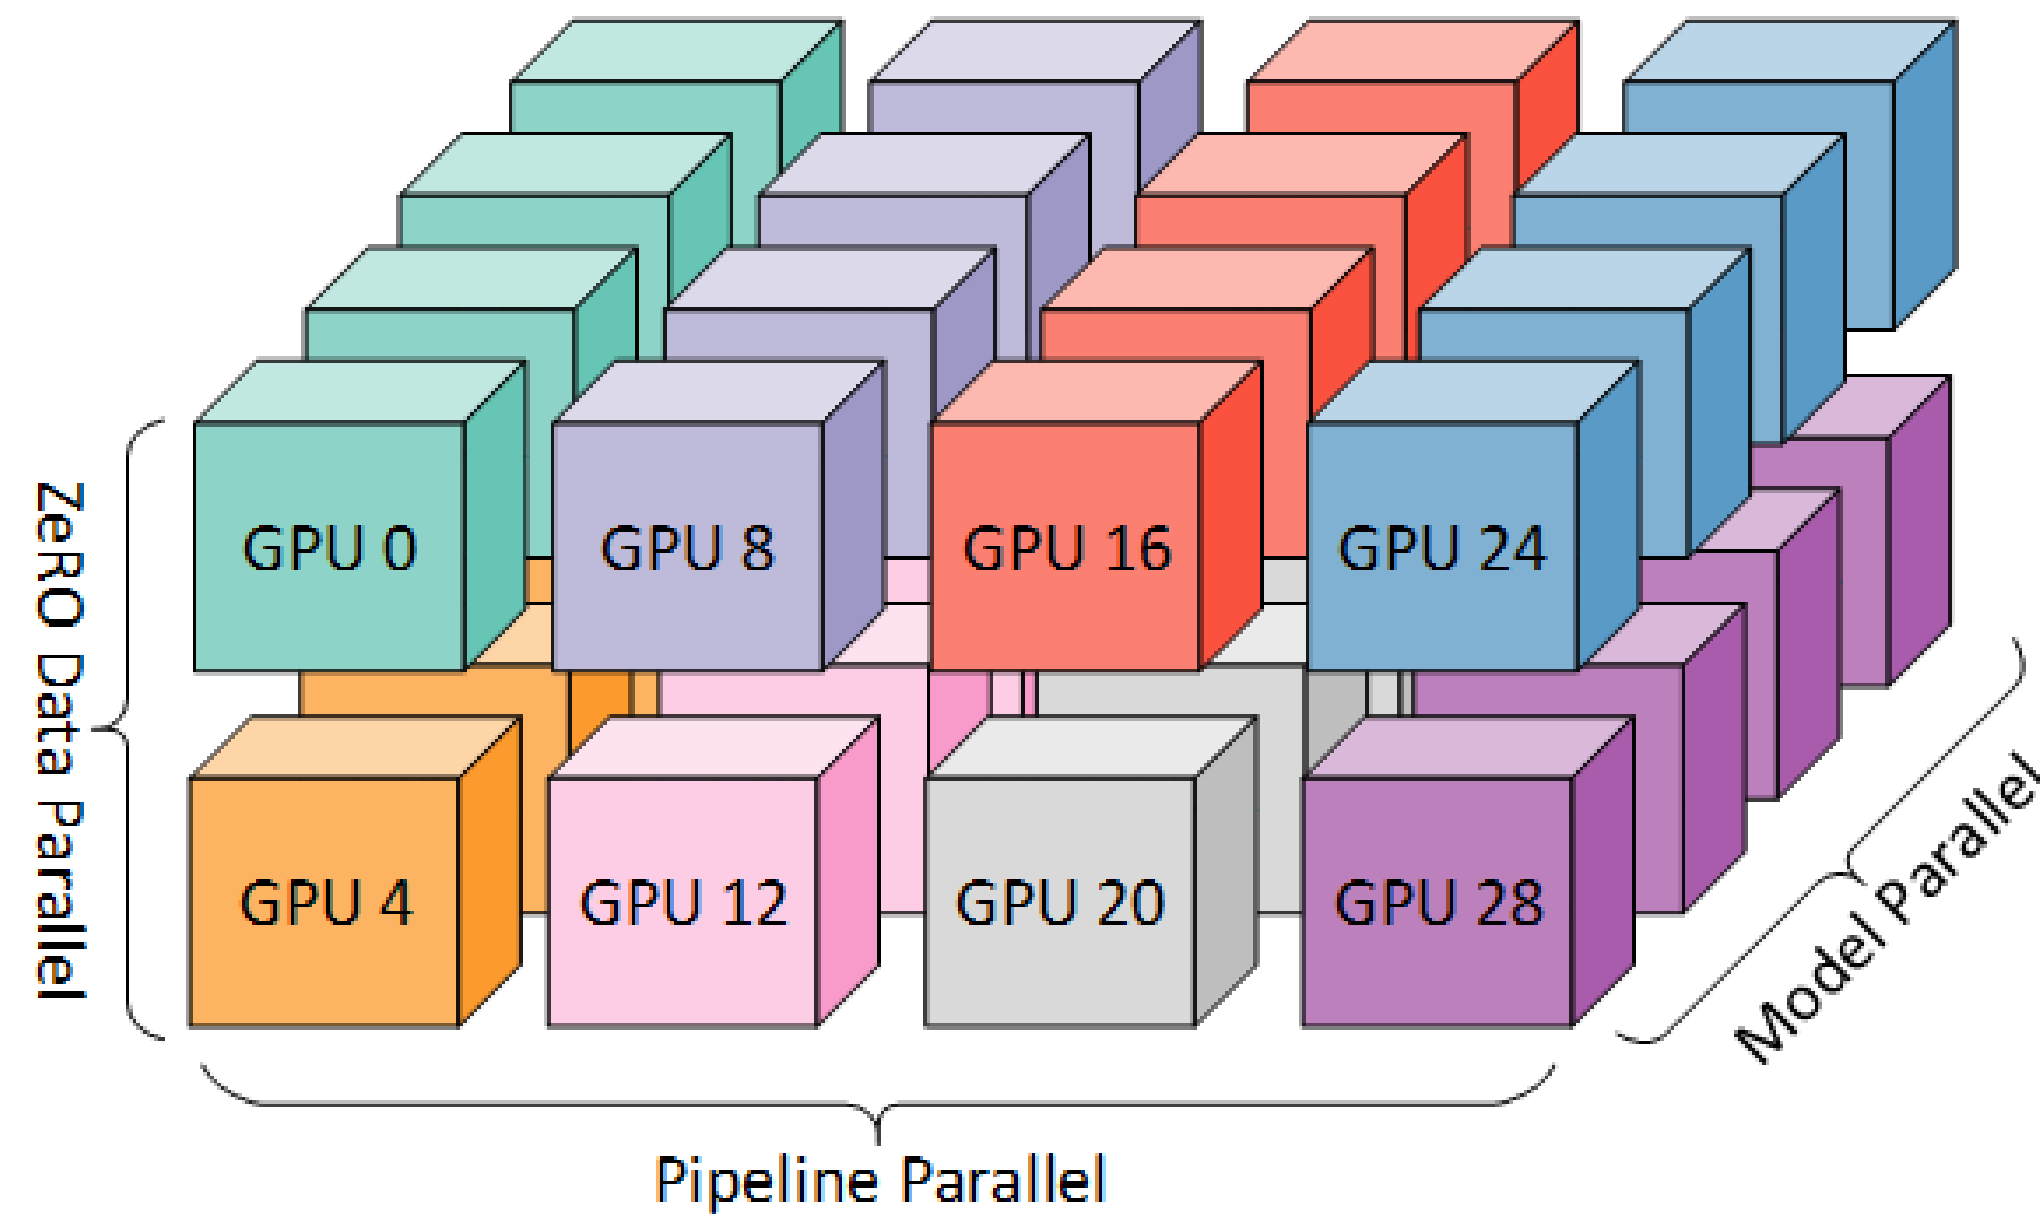 GPU 0
GPU 8
GPU 16
GPU 24
GPU 4
GPU 12
GPU 20
GPU 28
ZeRO Data Parallel
Model Parallel
Pipeline Parallel